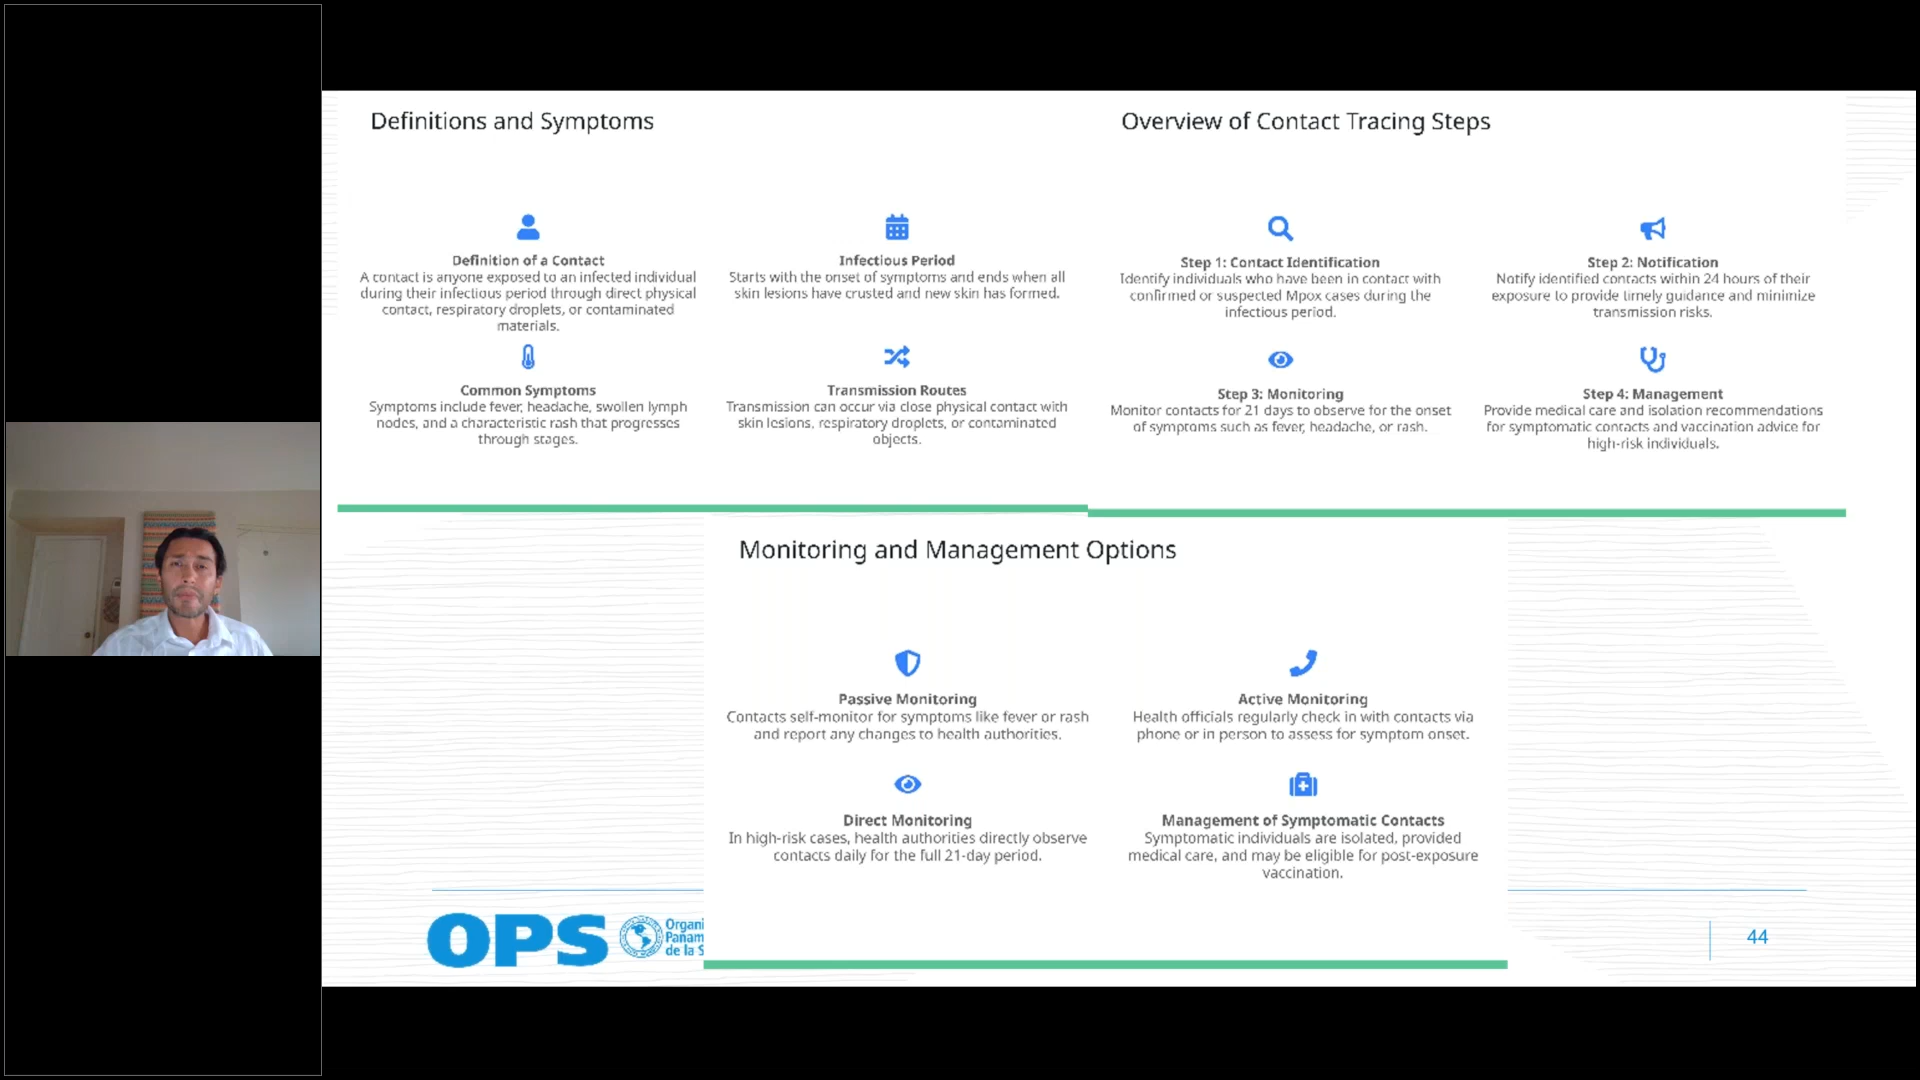 Definitions and Symptoms
Definition of a Contact
A contact is anyone exposed to an infected individual
during their infectious period through direct physical
contact, respiratory droplets, or contaminated
materials.
Infectious Period
Starts with the onset of symptoms and ends when all
skin lesions have crusted and new skin has formed.
Common Symptoms
Symptoms include fever, headache, swollen lymph
nodes, and a characteristic rash that progresses
through stages.
Transmission Routes
Transmission can occur via close physical contact with
skin lesions, respiratory droplets, or contaminated
objects.
Overview of Contact Tracing Steps
Step 1: Contact Identification
Identify individuals who have been in contact with
confirmed or suspected Mpox cases during the
infectious period.
Step 2: Notification
Notify identified contacts within 24 hours of their
exposure to provide timely guidance and minimize
transmission risks.
Step 3: Monitoring
Monitor contacts for 21 days to observe for the onset
of symptoms such as fever, headache, or rash.
Step 4: Management
Provide medical care and isolation recommendations
for symptomatic contacts and vaccination advice for
high-risk individuals.
Monitoring and Management Options
Passive Monitoring
Contacts self-monitor for symptoms like fever or rash
and report any changes to health authorities.
Active Monitoring
Health officials regularly check in with contacts via
phone or in person to assess for symptom onset.
Direct Monitoring
In high-risk cases, health authorities directly observe
contacts daily for the full 21-day period.
Management of Symptomatic Contacts
Symptomatic individuals are isolated, provided
medical care, and may be eligible for post-exposure
vaccination.
OPS
Organi
Panam
de la S
44